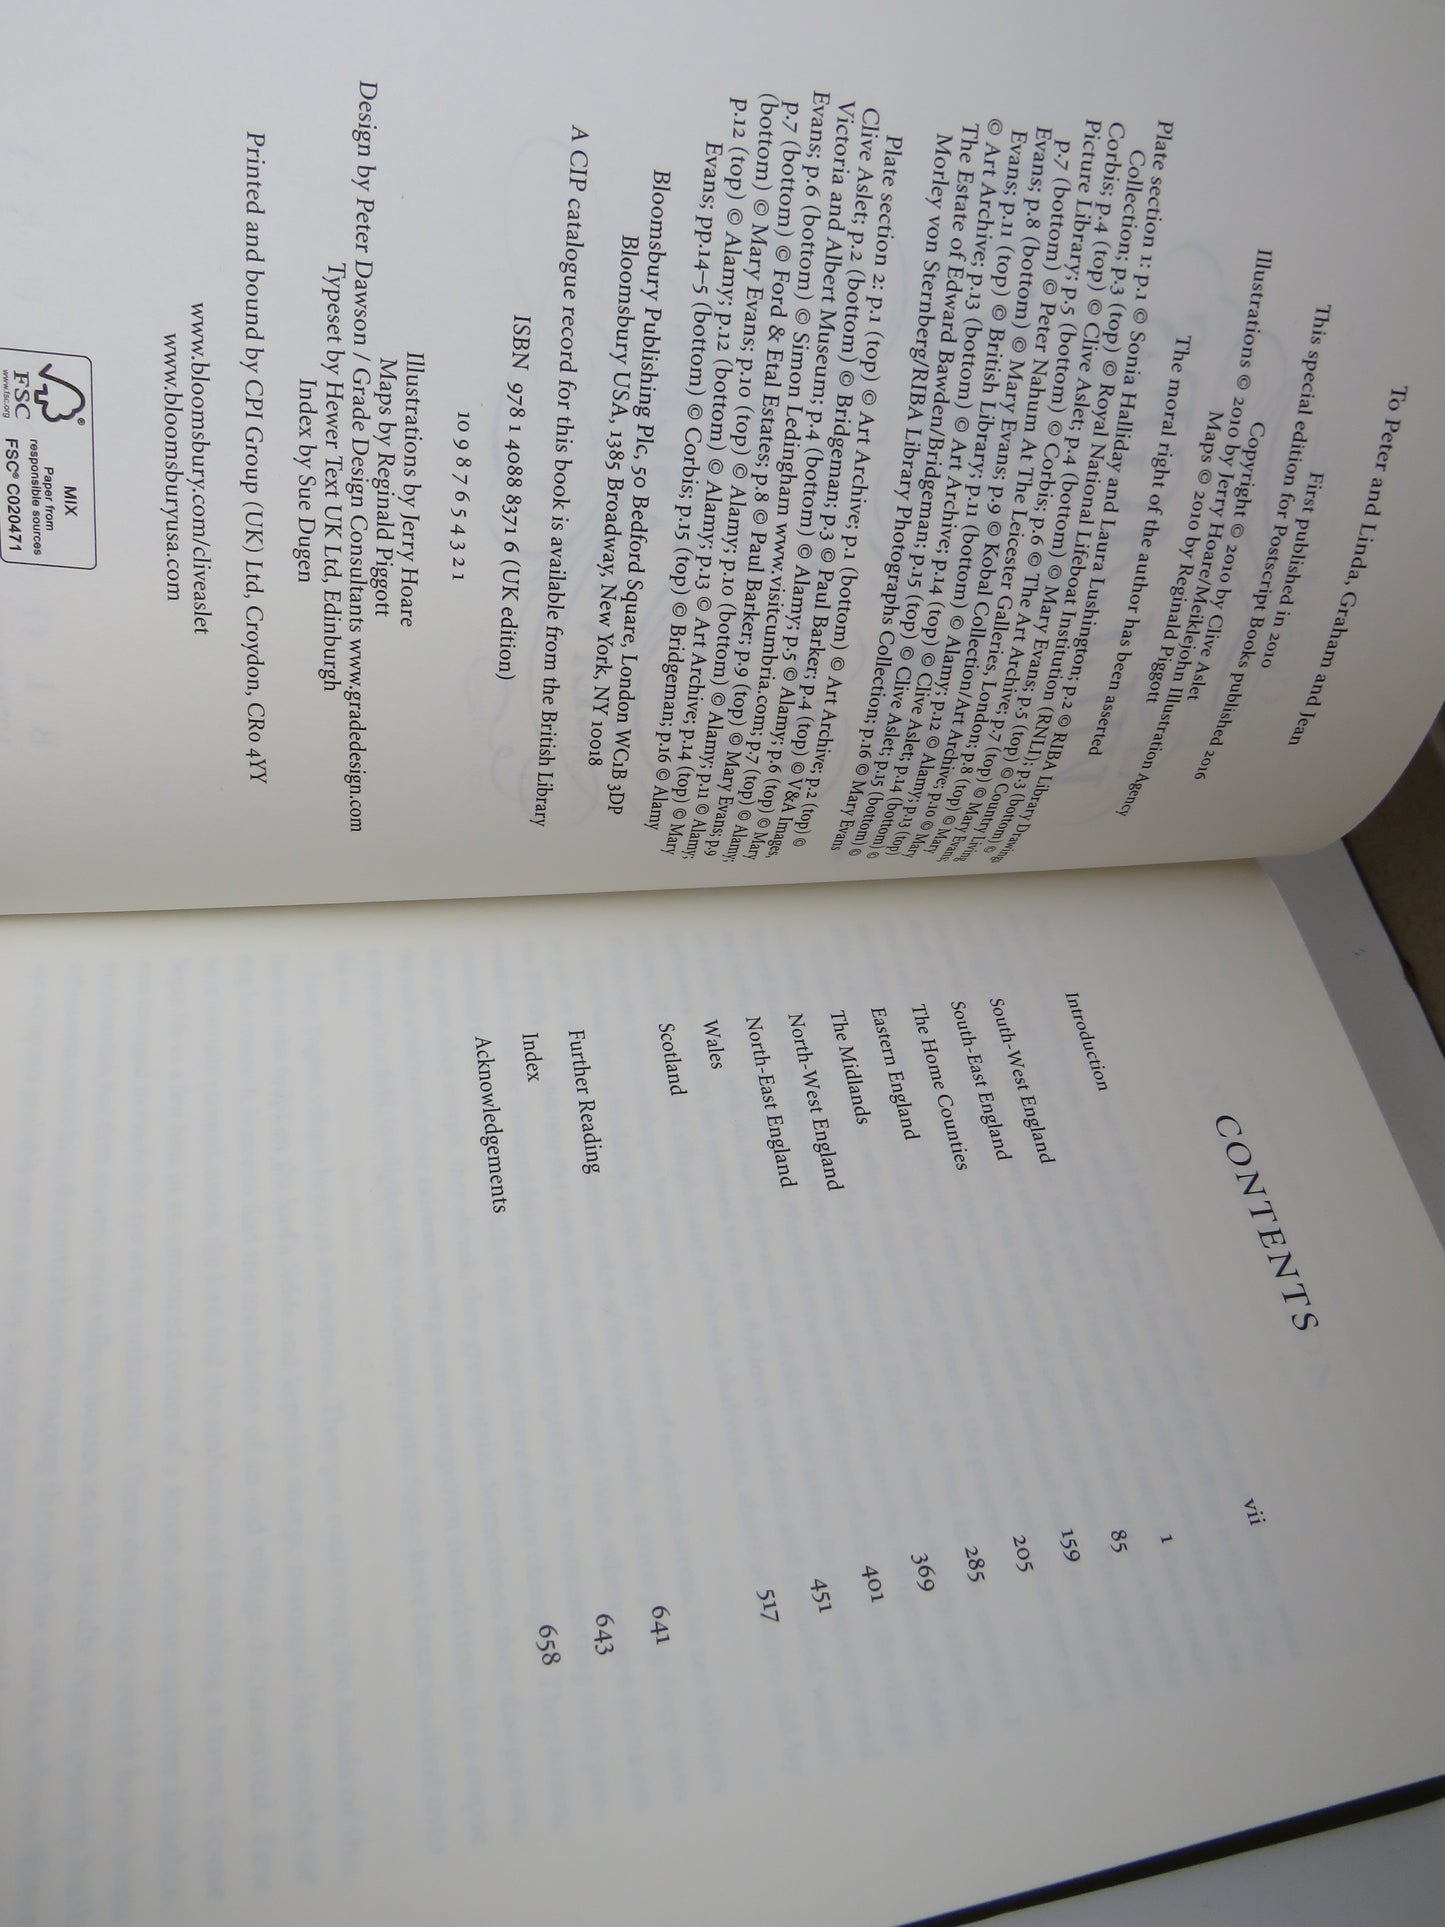 To Peter and Linda, Graham and Jean
First published in 2010
This special edition for Postscript Books published 2016
Copyright © 2010 by Clive Aslet
Illustrations © 2010 by Jerry Hoare/Meiklejohn Illustration Agency
Maps © 2010 by Reginald Piggott
The moral right of the author has been asserted
Plate section 1: p.1 © Sonia Halliday and Laura Lushington; p.2 © RIBA Library Drawings
Collection; p.3 (top) © Royal National Lifeboat Institution (RNLI); p.3 (bottom) ©
Corbis; p.4 (top) © Clive Aslet; p.4 (bottom) © Mary Evans; p.5 (top) © Country Living
Picture Library; p.5 (bottom) © Corbis; p.6 © The Art Archive; p.7 (top) © Mary Evans;
p.7 (bottom) © Peter Nahum At The Leicester Galleries, London; p.8 (top) © Mary
Evans; p.8 (bottom) © Mary Evans; p.9 © Kobal Collection/Art Archive; p.10 © Mary
Evans; p.11 (top) © British Library; p.11 (bottom) © Alamy; p.12 © Alamy; p.13 (top)
© Art Archive; p.13 (bottom) © Art Archive; p.14 (top) © Clive Aslet; p.14 (bottom) ©
The Estate of Edward Bawden/Bridgeman; p.15 (top) © Clive Aslet; p.15 (bottom) ©
Morley von Sternberg/RIBA Library Photographs Collection; p.16 © Mary Evans
Plate section 2: p.1 (top) © Art Archive; p.1 (bottom) © Art Archive; p.2 (top) ©
Clive Aslet; p.2 (bottom) © Bridgeman; p.3 © Paul Barker; p.4 (top) © V&A Images,
Victoria and Albert Museum; p.4 (bottom) © Alamy; p.5 © Alamy; p.6 (top) © Mary
Evans; p.6 (bottom) © Simon Ledingham www.visitcumbria.com; p.7 (top) © Alamy;
p.7 (bottom) © Ford & Etal Estates; p.8 © Paul Barker; p.9 (top) © Mary Evans; p.9
(bottom) © Mary Evans; p.10 (top) © Alamy; p.10 (bottom) © Alamy; p.11 © Alamy;
p.12 (top) © Alamy; p.12 (bottom) © Alamy; p.13 © Art Archive; p.14 (top) © Mary
Evans; pp.14–5 (bottom) © Corbis; p.15 (top) © Bridgeman; p.16 © Alamy
Bloomsbury Publishing Plc, 50 Bedford Square, London WC1B 3DP
Bloomsbury USA, 1385 Broadway, New York, NY 10018
A CIP catalogue record for this book is available from the British Library
ISBN 978 1 4088 8371 6 (UK edition)
10 9 8 7 6 5 4 3 2 1
Illustrations by Jerry Hoare
Maps by Reginald Piggott
Design by Peter Dawson / Grade Design Consultants www.gradedesign.com
Typeset by Hewer Text UK Ltd, Edinburgh
Index by Sue Dugen
Printed and bound by CPI Group (UK) Ltd, Croydon, CR0 4YY
www.bloomsbury.com/cliveaslet
www.bloomsburyusa.com
MIX
Paper from
responsible sources
FSC® C020471
FSC
www.fsc.org
CONTENTS
Introduction vii
South-West England 1
South-East England 85
The Home Counties 159
Eastern England 205
The Midlands 285
North-West England 369
North-East England 401
Wales 451
Scotland 517
Further Reading 641
Index 643
Acknowledgements 658